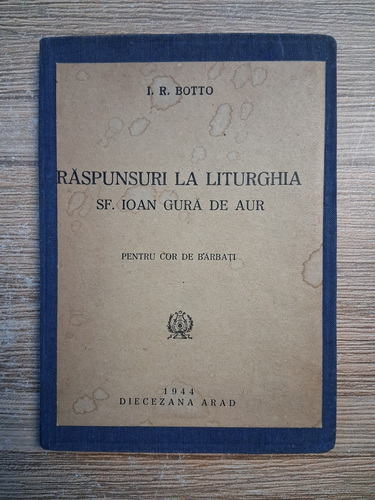 I. R. BOTTO
RĂSPUNSURI LA LITURGHIA
SF. IOAN GURĂ DE AUR
PENTRU COR DE BĂRBAȚI
1944
DIECEZANA ARAD